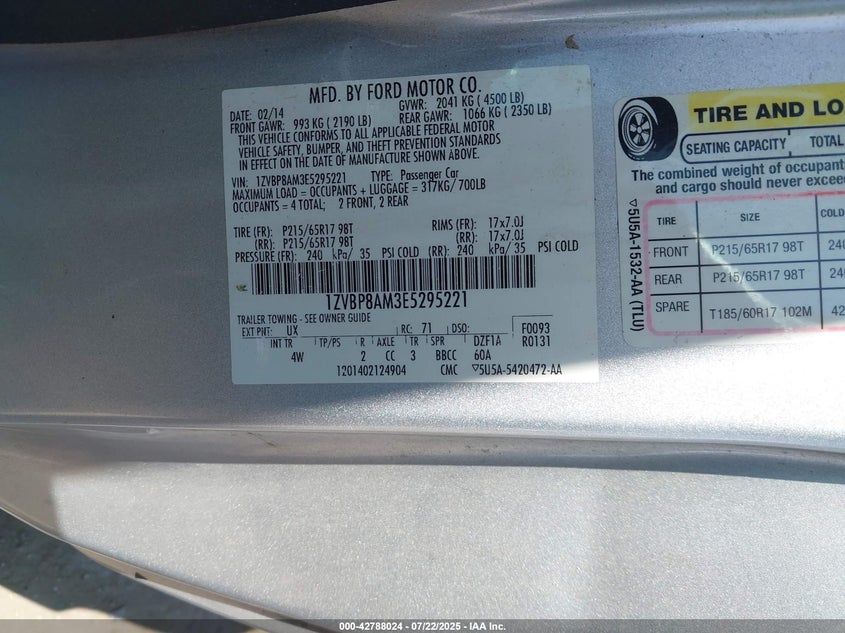 MFD. BY FORD MOTOR CO.
DATE: 02/14 GVWR: 2041 KG ( 4500 LB)
FRONT GAWR: 993 KG ( 2190 LB) REAR GAWR: 1066 KG ( 2350 LB)
THIS VEHICLE CONFORMS TO ALL APPLICABLE FEDERAL MOTOR
VEHICLE SAFETY, BUMPER, AND THEFT PREVENTION STANDARDS
IN EFFECT ON THE DATE OF MANUFACTURE SHOWN ABOVE.
VIN: 1ZVBP8AM3E5295221 TYPE: Passenger Car
MAXIMUM LOAD = OCCUPANTS + LUGGAGE = 317KG/ 700LB
OCCUPANTS = 4 TOTAL; 2 FRONT, 2 REAR
TIRE (FR): P215/65R17 98T RIMS (FR): 17x7.0J
(RR): P215/65R17 98T (RR): 17x7.0J
PRESSURE (FR): 240 kPa/ 35 PSI COLD (RR): 240 kPa/ 35 PSI COLD
1ZVBP8AM3E5295221
TRAILER TOWING - SEE OWNER GUIDE
EXT PNT: UX RC: 71 DSO: F0093
INT TR TP/PS R AXLE TR SPR DZF1A R0131
4W 2 CC 3 BBCC 60A
1201402124904 CMC ▽5U5A-5420472-AA
TIRE AND LO
SEATING CAPACITY TOTAL
The combined weight of occupants
and cargo should never exceed
TIRE SIZE COLD
FRONT P215/65R17 98T 240
REAR P215/65R17 98T 240
SPARE T185/60R17 102M 42
▽5U5A-1532-AA (TLU)
000-42788024 | 07/22/2025 - IAA Inc.